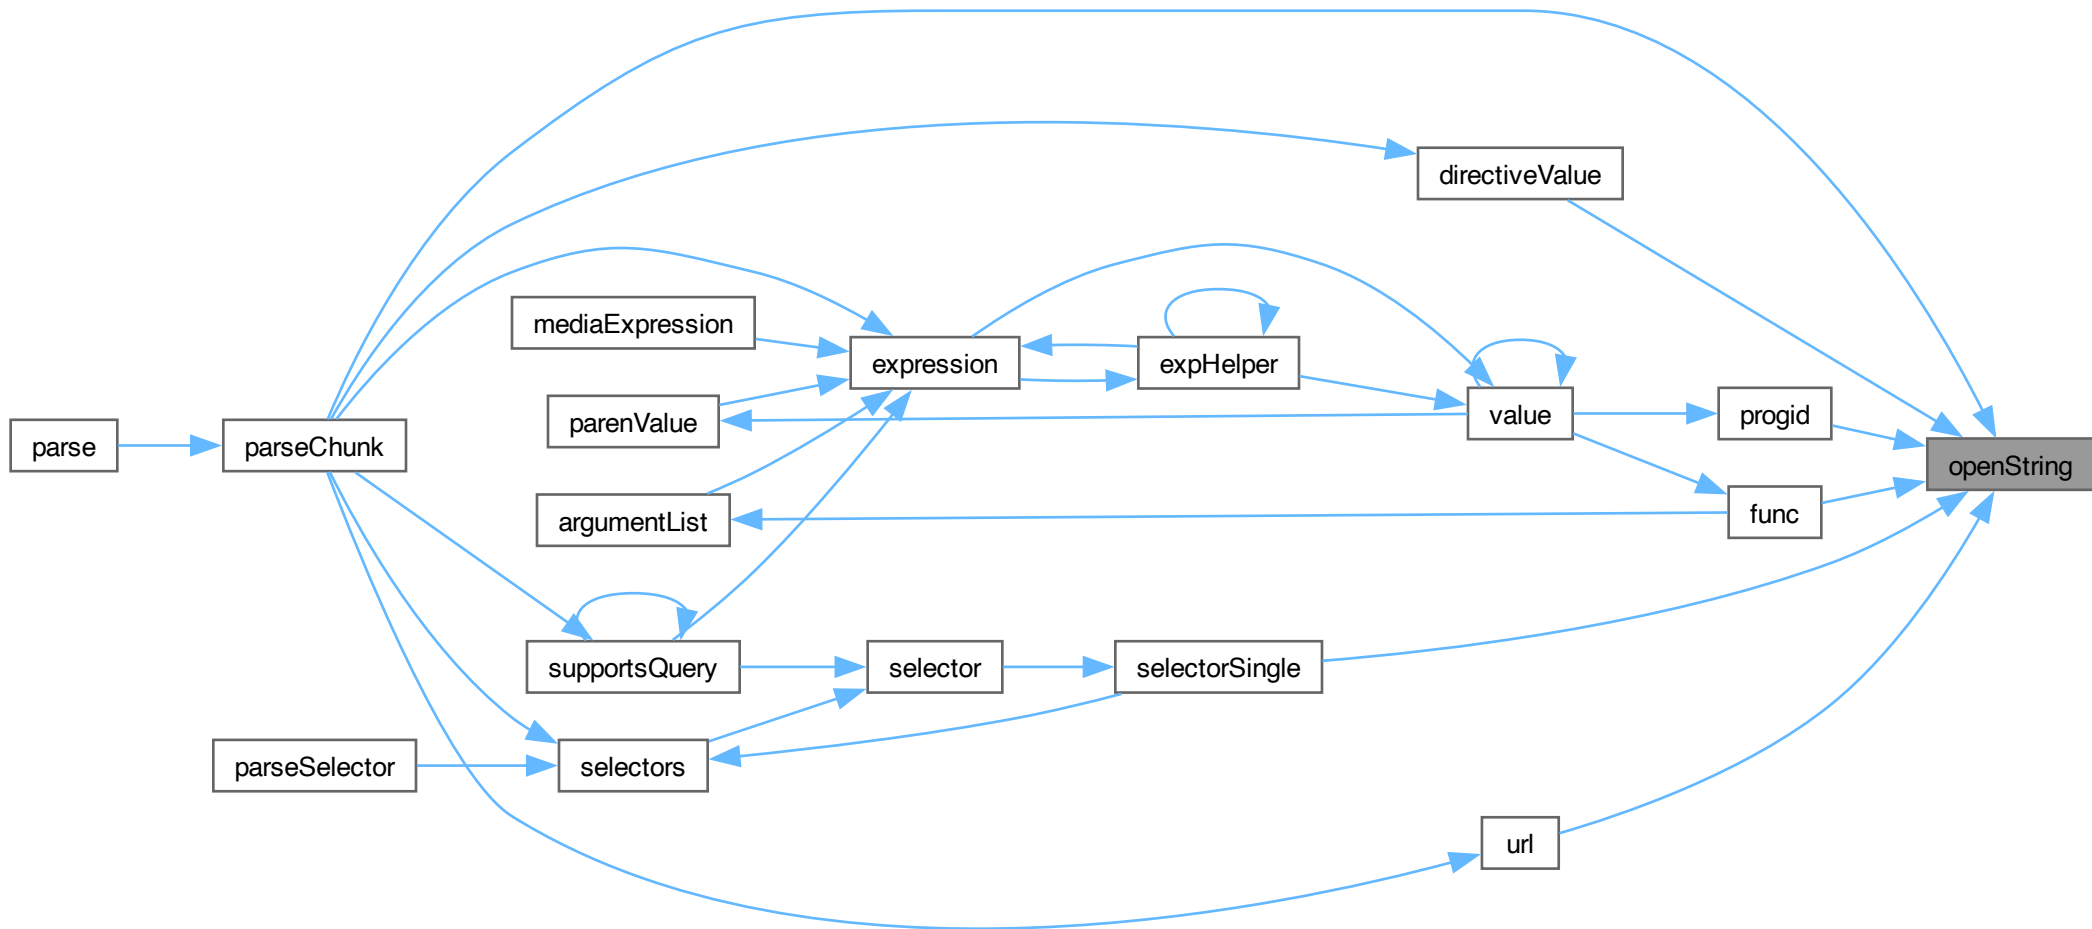 directiveValue
mediaExpression
expression
expHelper
parenValue
value
progid
parse
parseChunk
openString
argumentList
func
supportsQuery
selector
selectorSingle
parseSelector
selectors
url